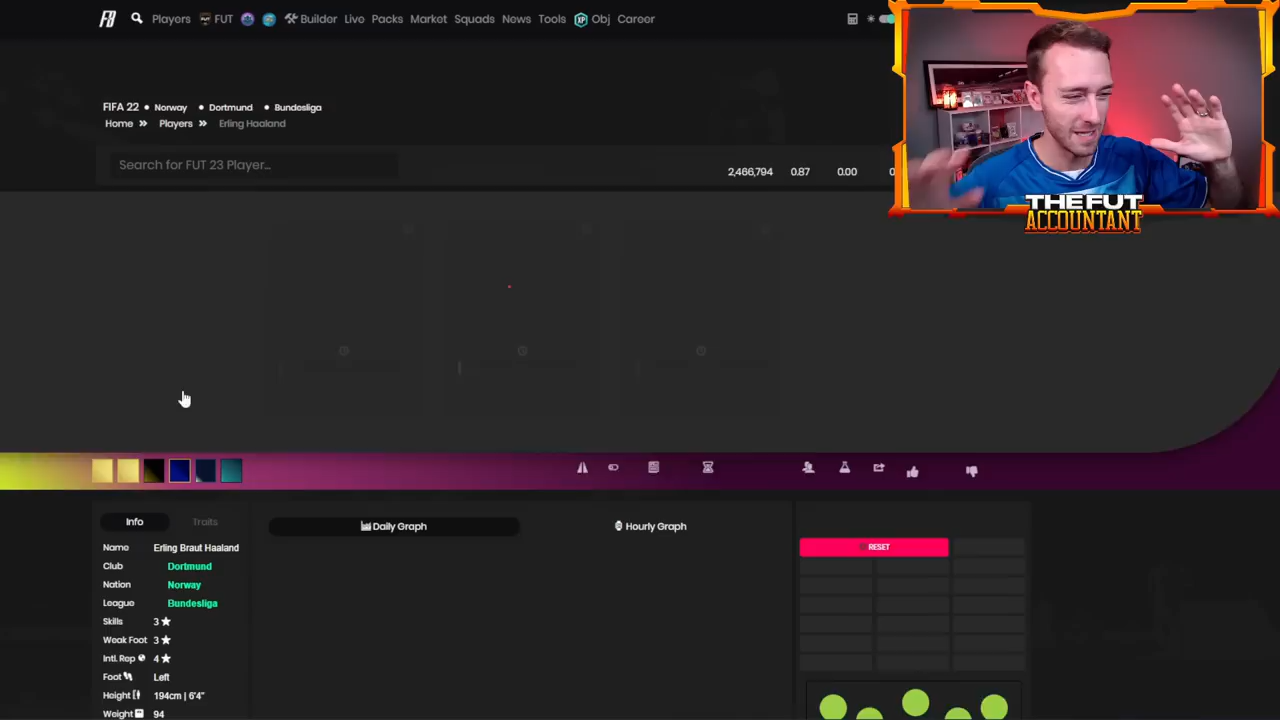 FB Players FUT Builder Live Packs Market Squads News Tools XP Obj Career
FIFA 22 • Norway • Dortmund • Bundesliga
Home » Players » Erling Haaland
Search for FUT 23 Player...
2,466,794 0.87 0.00
THE FUT
ACCOUNTANT
Info Traits
Daily Graph
Hourly Graph
RESET
Name Erling Braut Haaland
Club Dortmund
Nation Norway
League Bundesliga
Skills 3 ★
Weak Foot 3 ★
Intl. Rep 4 ★
Foot Left
Height 194cm | 6'4"
Weight 94